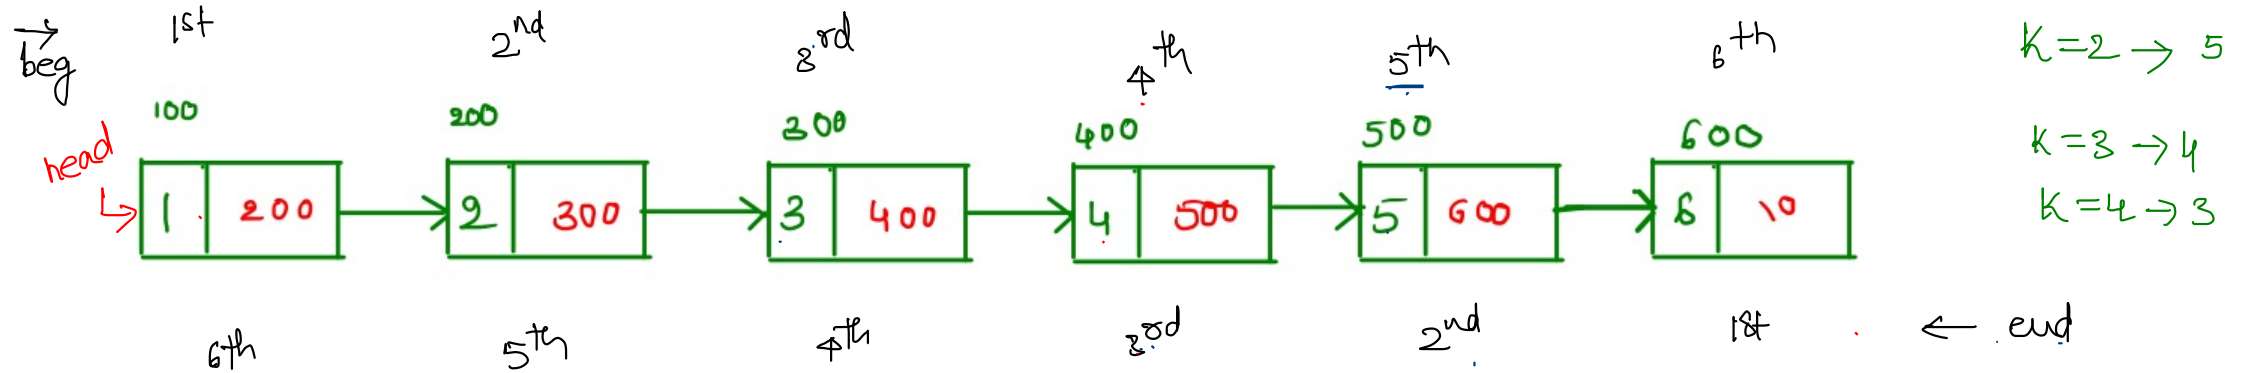 beg 1st 2nd 3rd 4th 5th 6th K=2 → 5
100 200 300 400 500 600
head K=3 → 4
1 200 2 300 3 400 4 500 5 600 6 \0 K=4 → 3
6th 5th 4th 3rd 2nd 1st ← end